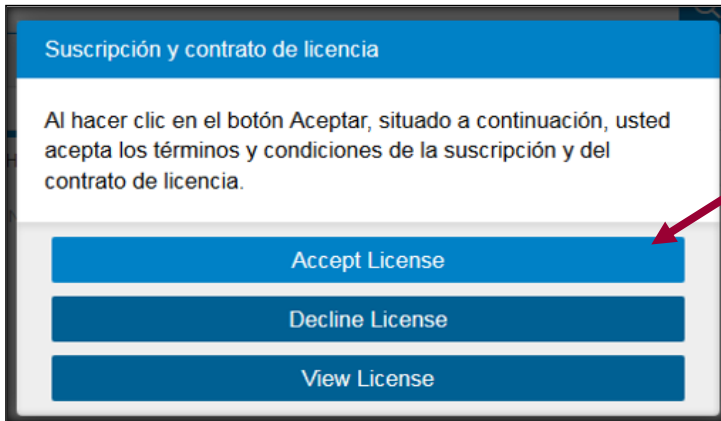 Suscripción y contrato de licencia
Al hacer clic en el botón Aceptar, situado a continuación, usted
acepta los términos y condiciones de la suscripción y del
contrato de licencia.
Accept License
Decline License
View License